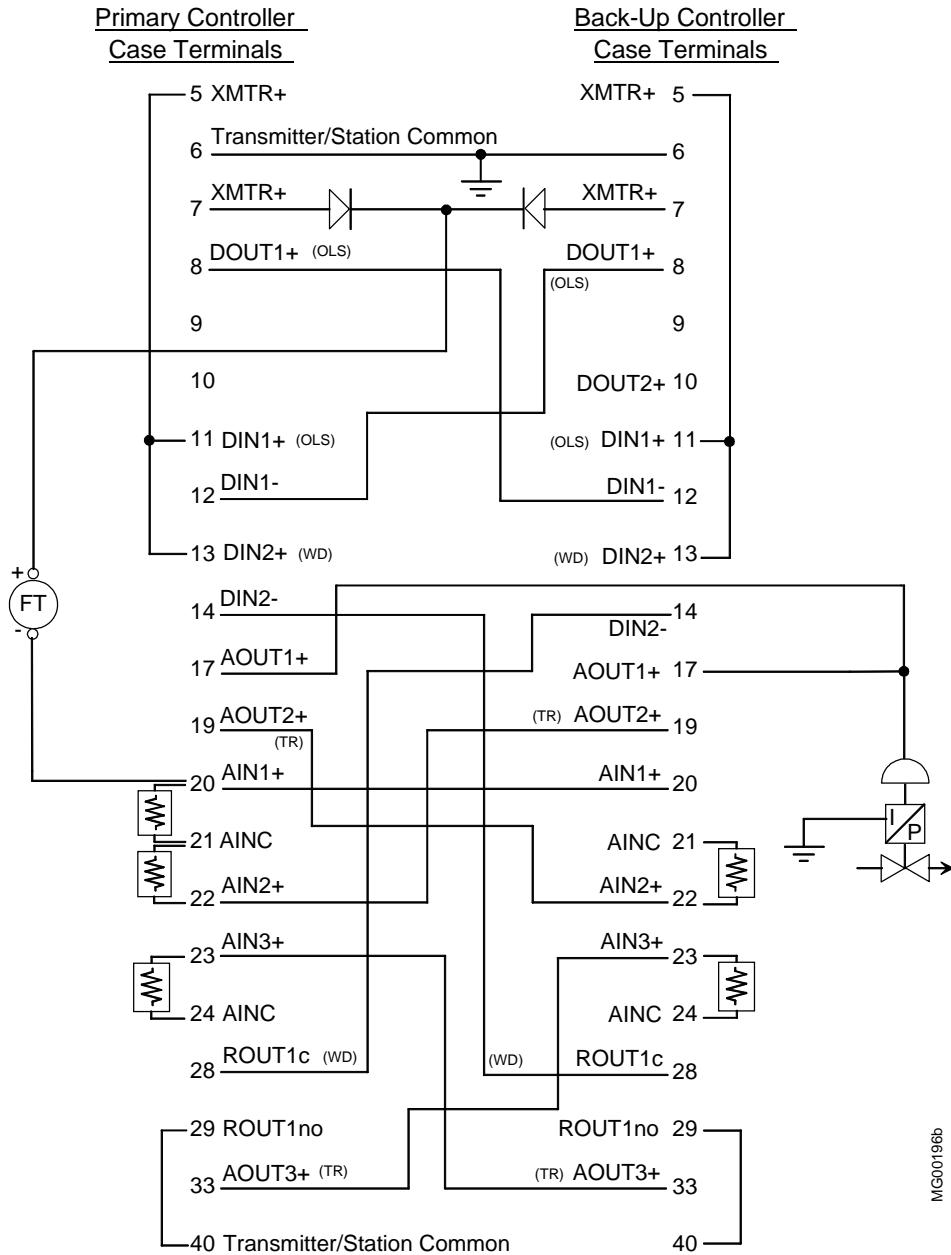 Primary Controller Back-Up Controller
Case Terminals Case Terminals
5 XMTR+ XMTR+ 5
Transmitter/Station Common
6 6
7 XMTR+ XMTR+ 7
8 DOUT1+ (OLS) DOUT1+ 8
(OLS)
9 9
10 DOUT2+ 10
11 DIN1+ (OLS) (OLS) DIN1+ 11
12 DIN1- DIN1- 12
13 DIN2+ (WD) (WD) DIN2+ 13
+
FT
-
14 DIN2- 14
DIN2-
17 AOUT1+ AOUT1+ 17
19 AOUT2+ (TR) AOUT2+ 19
(TR)
20 AIN1+ AIN1+ 20
I
P
21 AINC AINC 21
22 AIN2+ AIN2+ 22
23 AIN3+ AIN3+ 23
24 AINC AINC 24
28 ROUT1c (WD) (WD) ROUT1c 28
29 ROUT1no ROUT1no 29
33 AOUT3+ (TR) (TR) AOUT3+ 33
40 Transmitter/Station Common 40
MG00196b